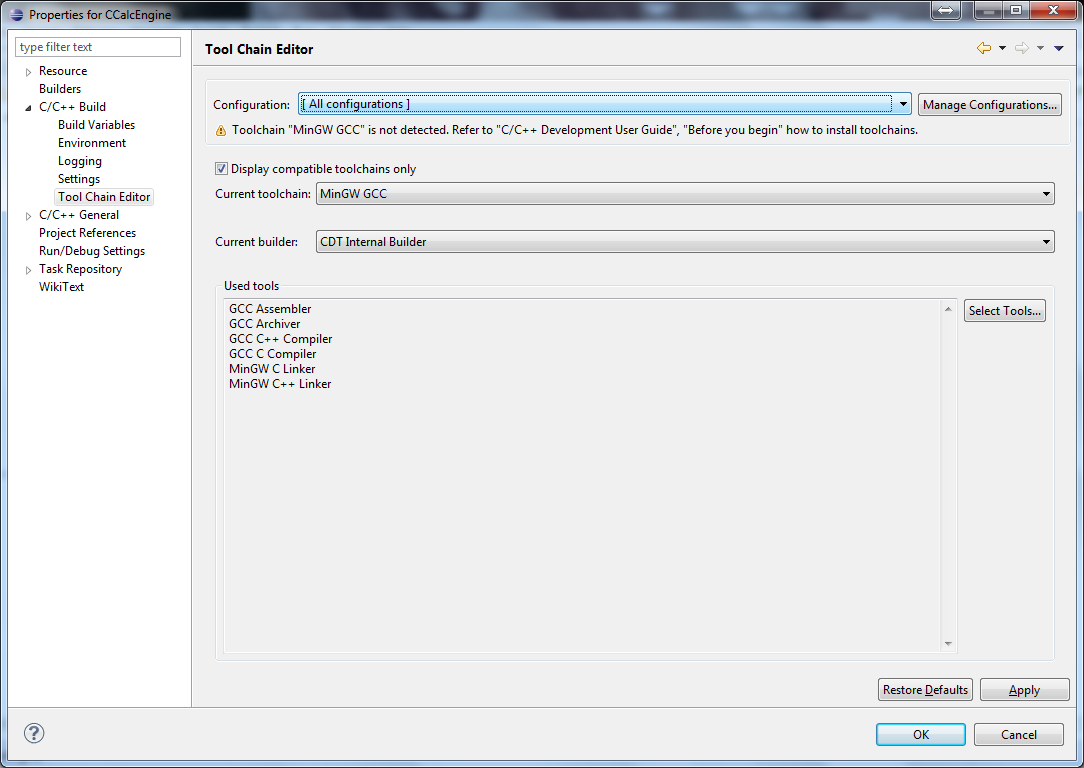 Properties for CCalcEngine
type filter text
Resource
Builders
C/C++ Build
Build Variables
Environment
Logging
Settings
Tool Chain Editor
C/C++ General
Project References
Run/Debug Settings
Task Repository
WikiText
Tool Chain Editor
Configuration: [ All configurations ] Manage Configurations...
Toolchain "MinGW GCC" is not detected. Refer to "C/C++ Development User Guide", "Before you begin" how to install toolchains.
Display compatible toolchains only
Current toolchain: MinGW GCC
Current builder: CDT Internal Builder
Used tools
GCC Assembler
GCC Archiver
GCC C++ Compiler
GCC C Compiler
MinGW C Linker
MinGW C++ Linker
Select Tools...
Restore Defaults Apply
? OK Cancel